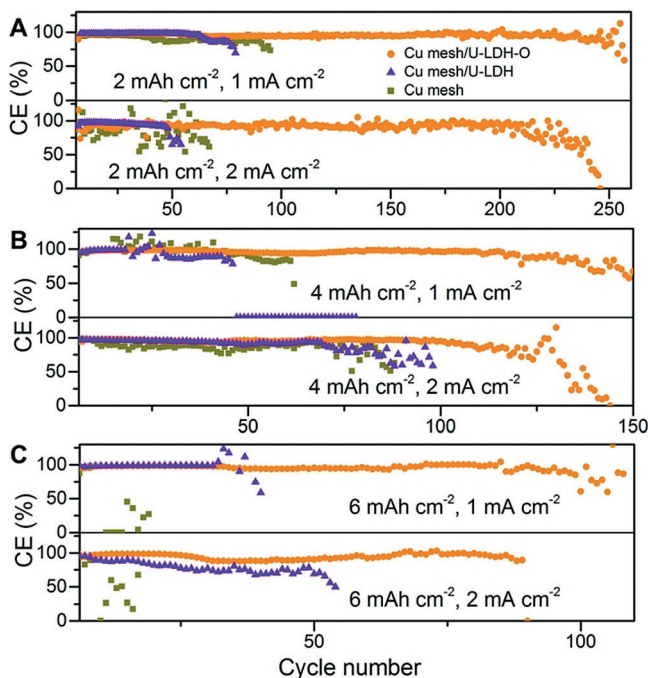 A
100
50
0
2 mAh cm⁻², 1 mA cm⁻²
Cu mesh/U-LDH-O
Cu mesh/U-LDH
Cu mesh
CE (%)
100
50
0
2 mAh cm⁻², 2 mA cm⁻²
50 100 150 200 250
B
100
50
0
4 mAh cm⁻², 1 mA cm⁻²
CE (%)
100
50
0
4 mAh cm⁻², 2 mA cm⁻²
50 100 150
C
100
50
0
6 mAh cm⁻², 1 mA cm⁻²
CE (%)
100
50
0
6 mAh cm⁻², 2 mA cm⁻²
50 100
Cycle number